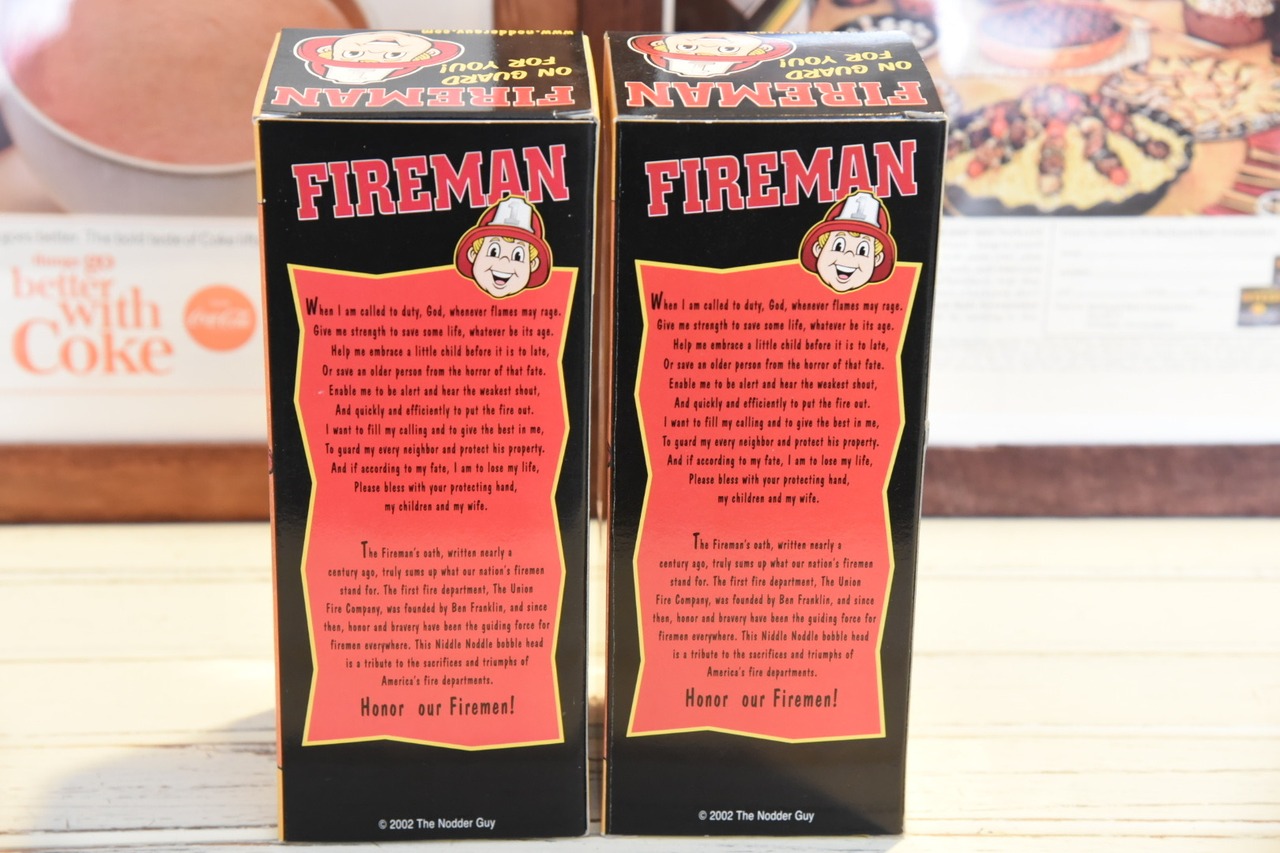 www.nodderguy.com
ON GUARD
FOR YOU!
FIREMAN
FIREMAN
1
When I am called to duty, God, whenever flames may rage.
Give me strength to save some life, whatever be its age.
Help me embrace a little child before it is to late,
Or save an older person from the horror of that fate.
Enable me to be alert and hear the weakest shout,
And quickly and efficiently to put the fire out.
I want to fill my calling and to give the best in me,
To guard my every neighbor and protect his property.
And if according to my fate, I am to lose my life,
Please bless with your protecting hand,
my children and my wife.
The Fireman's oath, written nearly a
century ago, truly sums up what our nation's firemen
stand for. The first fire department, The Union
Fire Company, was founded by Ben Franklin, and since
then, honor and bravery have been the guiding force for
firemen everywhere. This Niddle Noddle bobble head
is a tribute to the sacrifices and triumphs of
America's fire departments.
Honor our Firemen!
© 2002 The Nodder Guy
ON GUARD
FOR YOU!
FIREMAN
FIREMAN
1
When I am called to duty, God, whenever flames may rage.
Give me strength to save some life, whatever be its age.
Help me embrace a little child before it is to late,
Or save an older person from the horror of that fate.
Enable me to be alert and hear the weakest shout,
And quickly and efficiently to put the fire out.
I want to fill my calling and to give the best in me,
To guard my every neighbor and protect his property.
And if according to my fate, I am to lose my life,
Please bless with your protecting hand,
my children and my wife.
The Fireman's oath, written nearly a
century ago, truly sums up what our nation's firemen
stand for. The first fire department, The Union
Fire Company, was founded by Ben Franklin, and since
then, honor and bravery have been the guiding force for
firemen everywhere. This Niddle Noddle bobble head
is a tribute to the sacrifices and triumphs of
America's fire departments.
Honor our Firemen!
© 2002 The Nodder Guy
things go
better
with
Coke
Coca-Cola